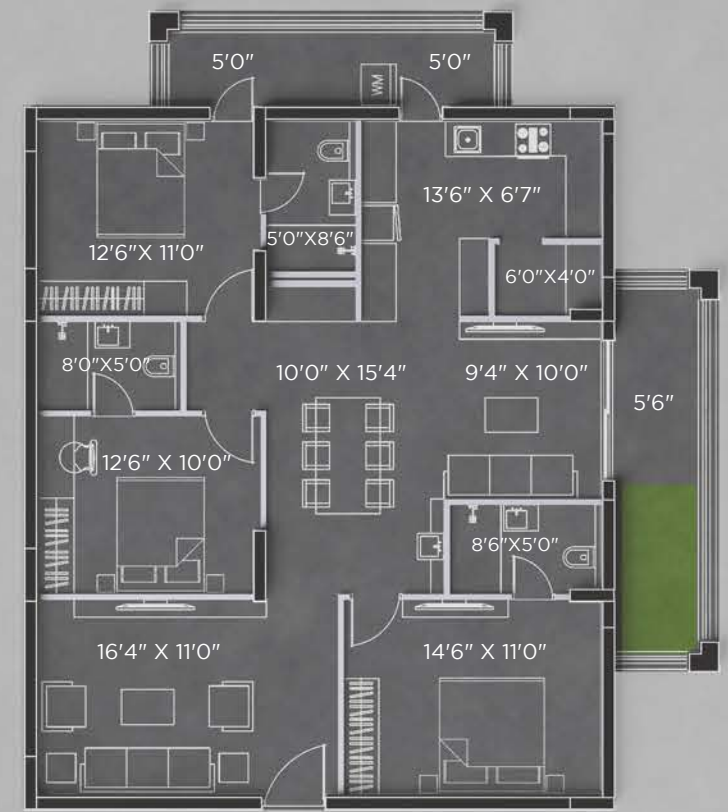 5'0"
5'0"
WM
13'6" X 6'7"
12'6"X 11'0"
5'0"X8'6"
6'0"X4'0"
8'0"X5'0"
10'0" X 15'4"
9'4" X 10'0"
5'6"
12'6" X 10'0"
8'6"X5'0"
16'4" X 11'0"
14'6" X 11'0"